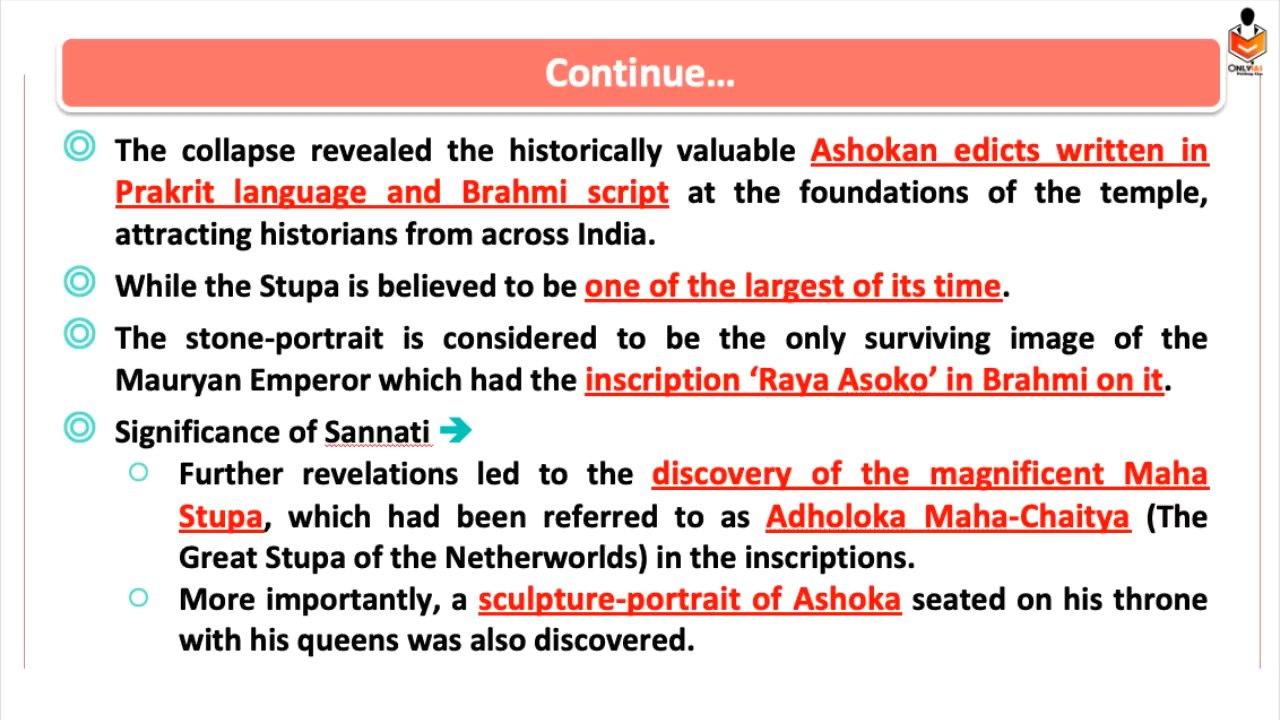 Continue...
The collapse revealed the historically valuable Ashokan edicts written in
Prakrit language and Brahmi script at the foundations of the temple,
attracting historians from across India.
While the Stupa is believed to be one of the largest of its time.
The stone-portrait is considered to be the only surviving image of the
Mauryan Emperor which had the inscription ‘Raya Asoko’ in Brahmi on it.
Significance of Sannati ➔
Further revelations led to the discovery of the magnificent Maha
Stupa, which had been referred to as Adholoka Maha-Chaitya (The
Great Stupa of the Netherworlds) in the inscriptions.
More importantly, a sculpture-portrait of Ashoka seated on his throne
with his queens was also discovered.